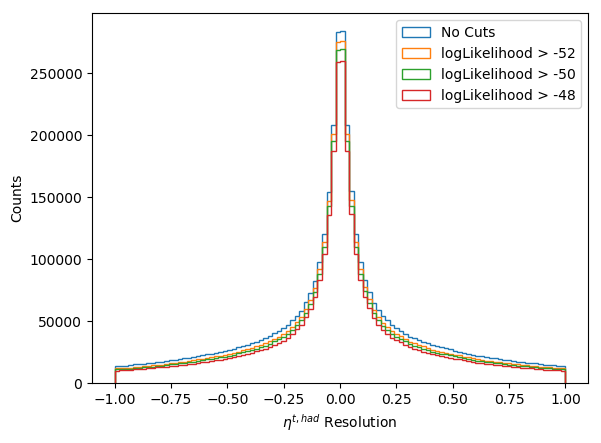 No Cuts
logLikelihood > -52
logLikelihood > -50
logLikelihood > -48
Counts
250000
200000
150000
100000
50000
0
−1.00 −0.75 −0.50 −0.25 0.00 0.25 0.50 0.75 1.00
η^{t, had} Resolution